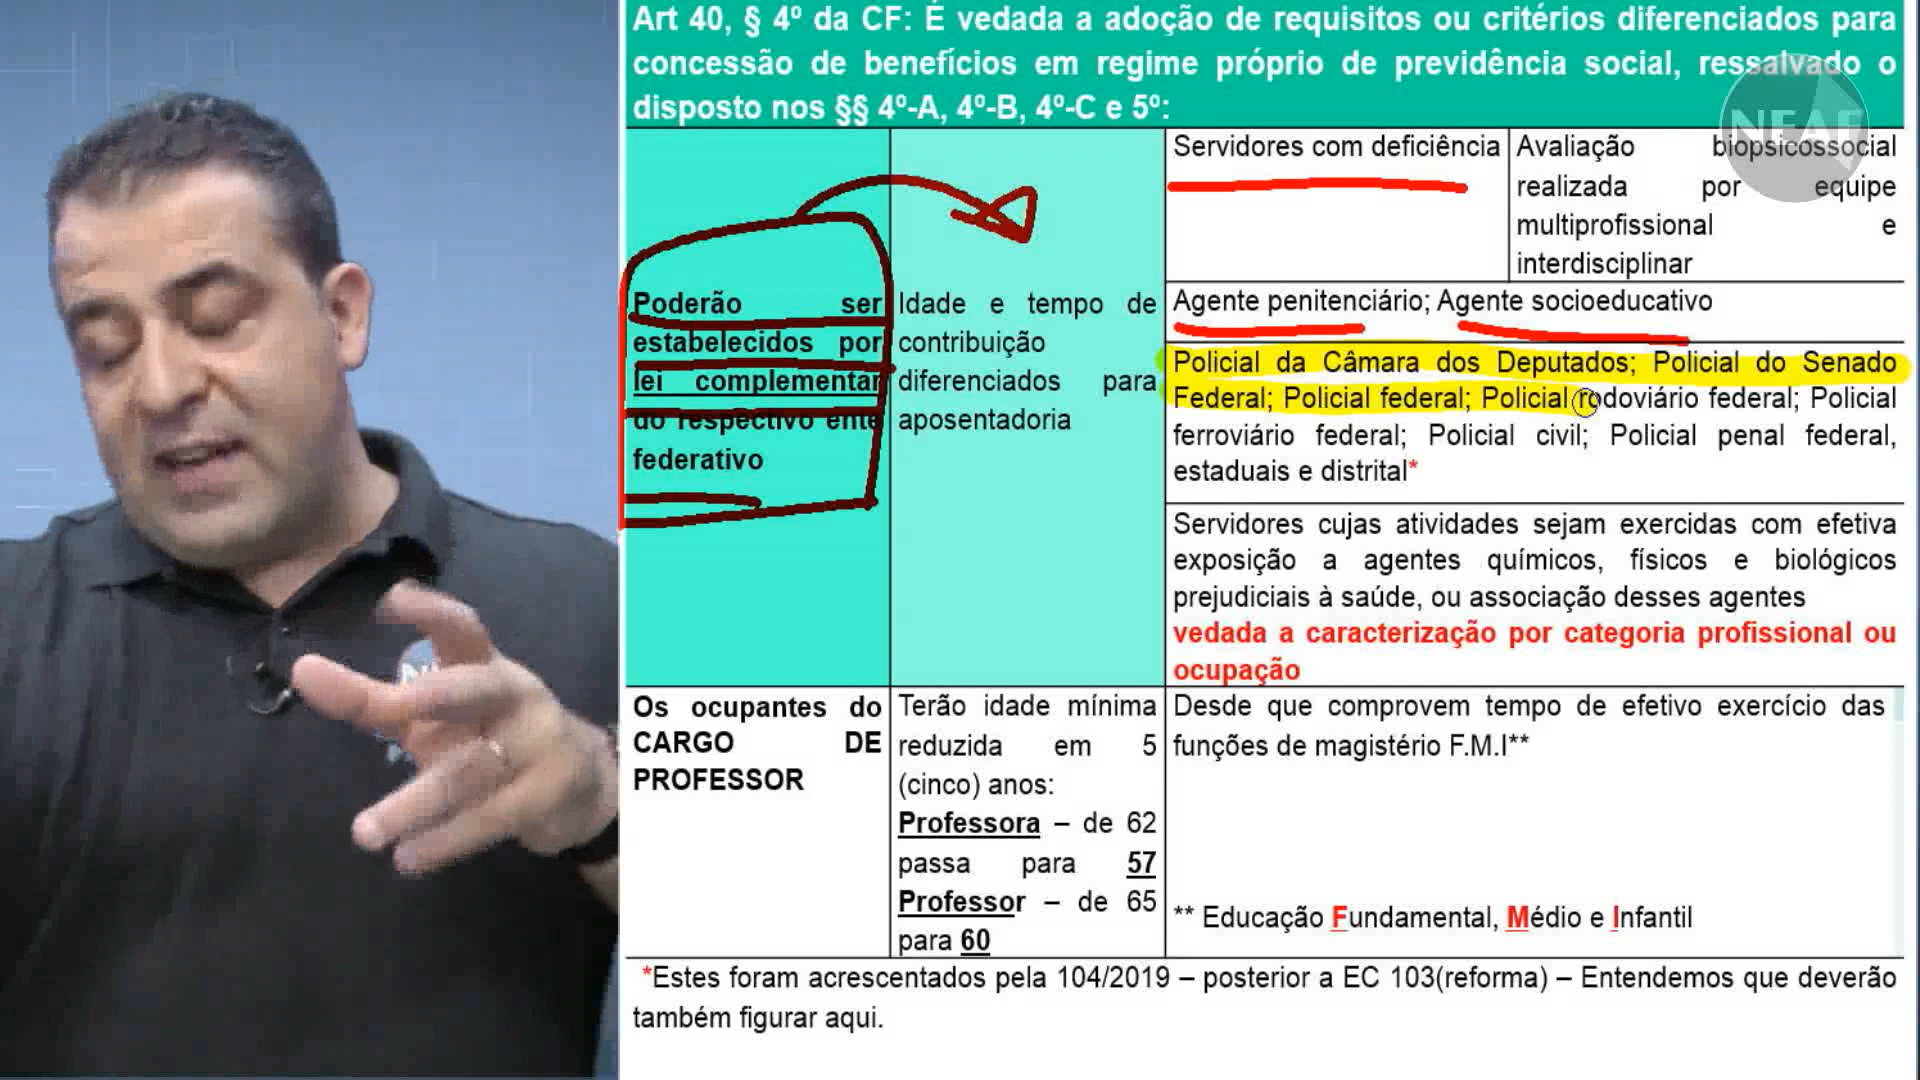 Art 40, § 4º da CF: É vedada a adoção de requisitos ou critérios diferenciados para
concessão de benefícios em regime próprio de previdência social, ressalvado o
disposto nos §§ 4º-A, 4º-B, 4º-C e 5º:
NEAF
Poderão ser
estabelecidos por
lei complementar
do respectivo ente
federativo
Idade e tempo de
contribuição
diferenciados para
aposentadoria
Servidores com deficiência
Avaliação biopsicossocial
realizada por equipe
multiprofissional e
interdisciplinar
Agente penitenciário; Agente socioeducativo
Policial da Câmara dos Deputados; Policial do Senado
Federal; Policial federal; Policial rodoviário federal; Policial
ferroviário federal; Policial civil; Policial penal federal,
estaduais e distrital*
Servidores cujas atividades sejam exercidas com efetiva
exposição a agentes químicos, físicos e biológicos
prejudiciais à saúde, ou associação desses agentes
vedada a caracterização por categoria profissional ou
ocupação
Os ocupantes do
CARGO DE
PROFESSOR
Terão idade mínima
reduzida em 5
(cinco) anos:
Professora – de 62
passa para 57
Professor – de 65
para 60
Desde que comprovem tempo de efetivo exercício das
funções de magistério F.M.I**
** Educação Fundamental, Médio e Infantil
*Estes foram acrescentados pela 104/2019 – posterior a EC 103(reforma) – Entendemos que deverão
também figurar aqui.